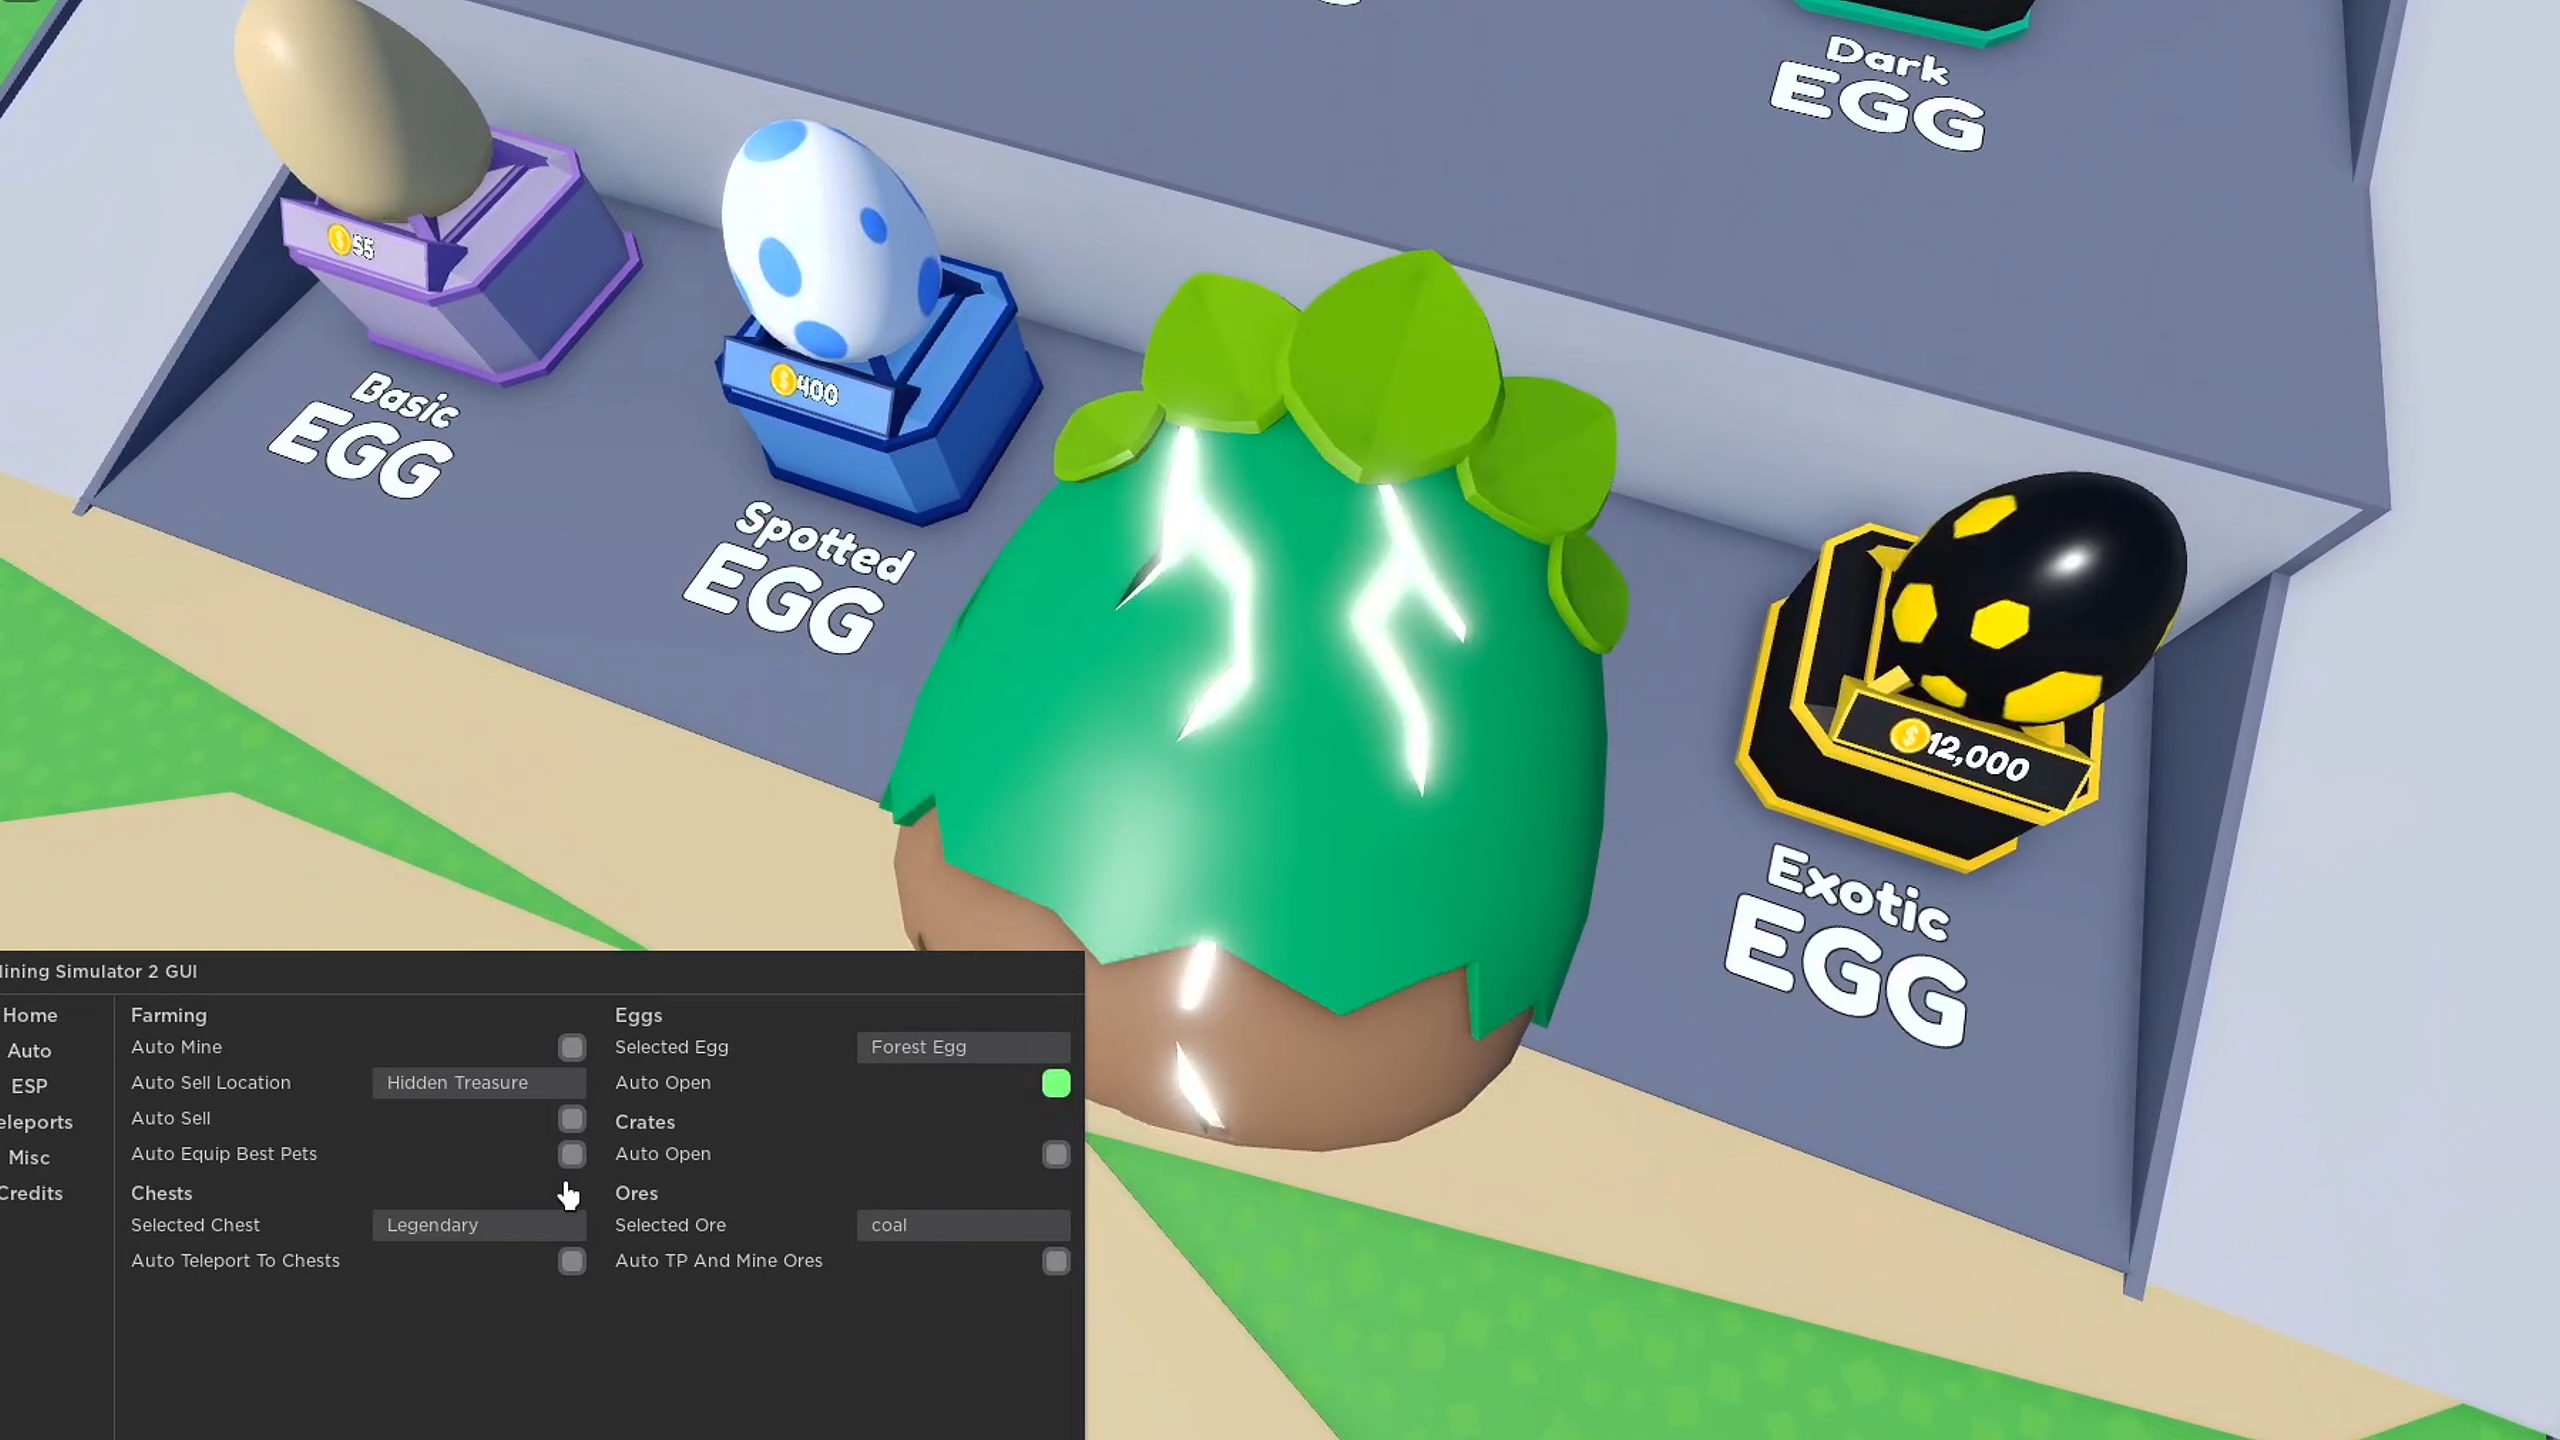 Dark
EGG
55
Basic
EGG
400
Spotted
EGG
12,000
Exotic
EGG
ining Simulator 2 GUI
Home
Auto
ESP
eleports
Misc
Credits
Farming
Auto Mine
Auto Sell Location
Hidden Treasure
Auto Sell
Auto Equip Best Pets
Chests
Selected Chest
Legendary
Auto Teleport To Chests
Eggs
Selected Egg
Forest Egg
Auto Open
Crates
Auto Open
Ores
Selected Ore
coal
Auto TP And Mine Ores